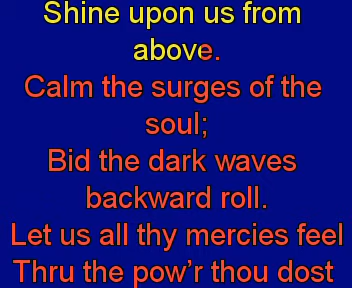 Shine upon us from
above.
Calm the surges of the
soul;
Bid the dark waves
backward roll.
Let us all thy mercies feel
Thru the pow’r thou dost